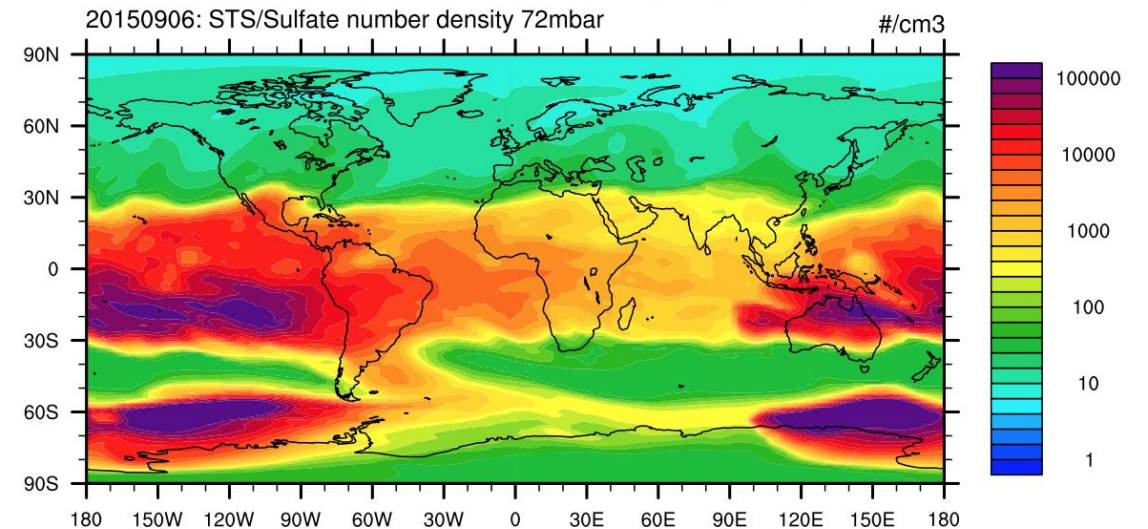 20150906: STS/Sulfate number density 72mbar
#/cm3
90N
60N
30N
0
30S
60S
90S
180 150W 120W 90W 60W 30W 0 30E 60E 90E 120E 150E 180
100000
10000
1000
100
10
1